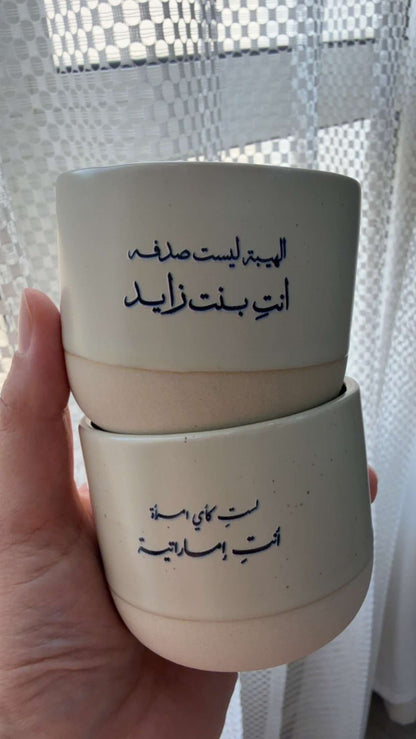 الهيبة ليست صدفه
انتِ بنت زايد
لستِ كأي امرأة
أنتِ إماراتية